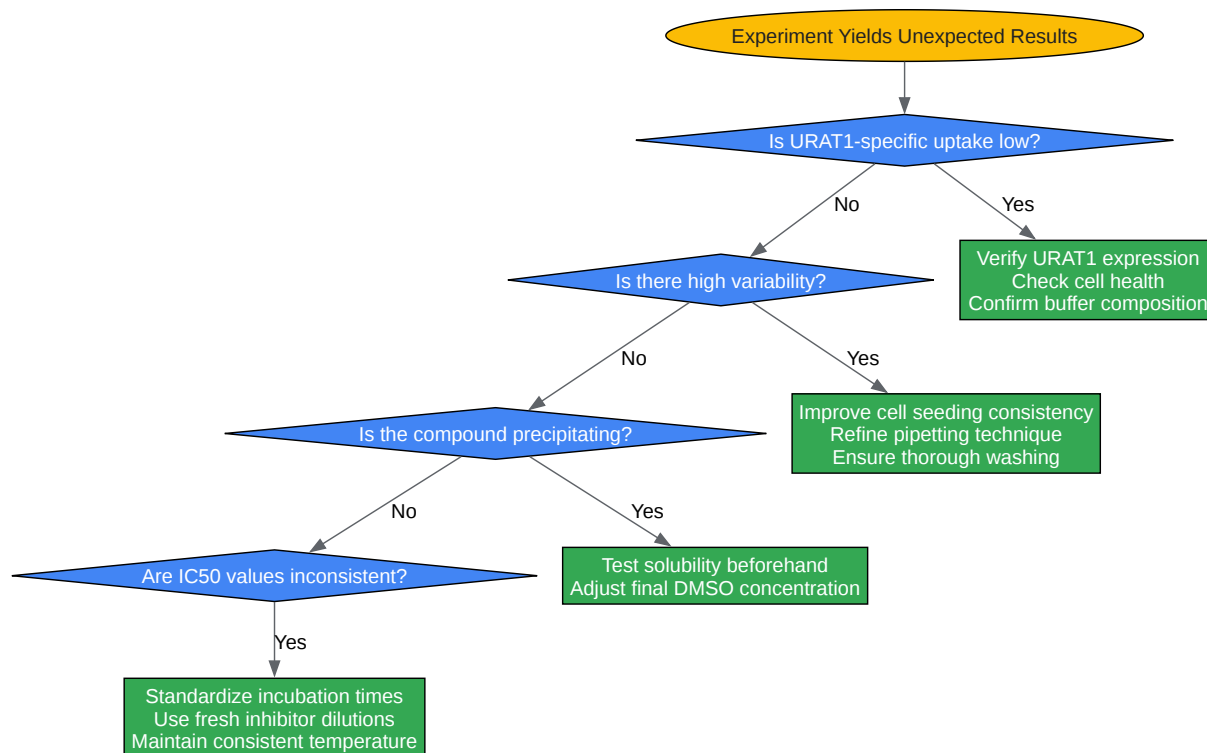 Experiment Yields Unexpected Results
Is URAT1-specific uptake low?
No
Yes
Verify URAT1 expression
Check cell health
Confirm buffer composition
Is there high variability?
No
Yes
Improve cell seeding consistency
Refine pipetting technique
Ensure thorough washing
Is the compound precipitating?
No
Yes
Test solubility beforehand
Adjust final DMSO concentration
Are IC50 values inconsistent?
Yes
Standardize incubation times
Use fresh inhibitor dilutions
Maintain consistent temperature